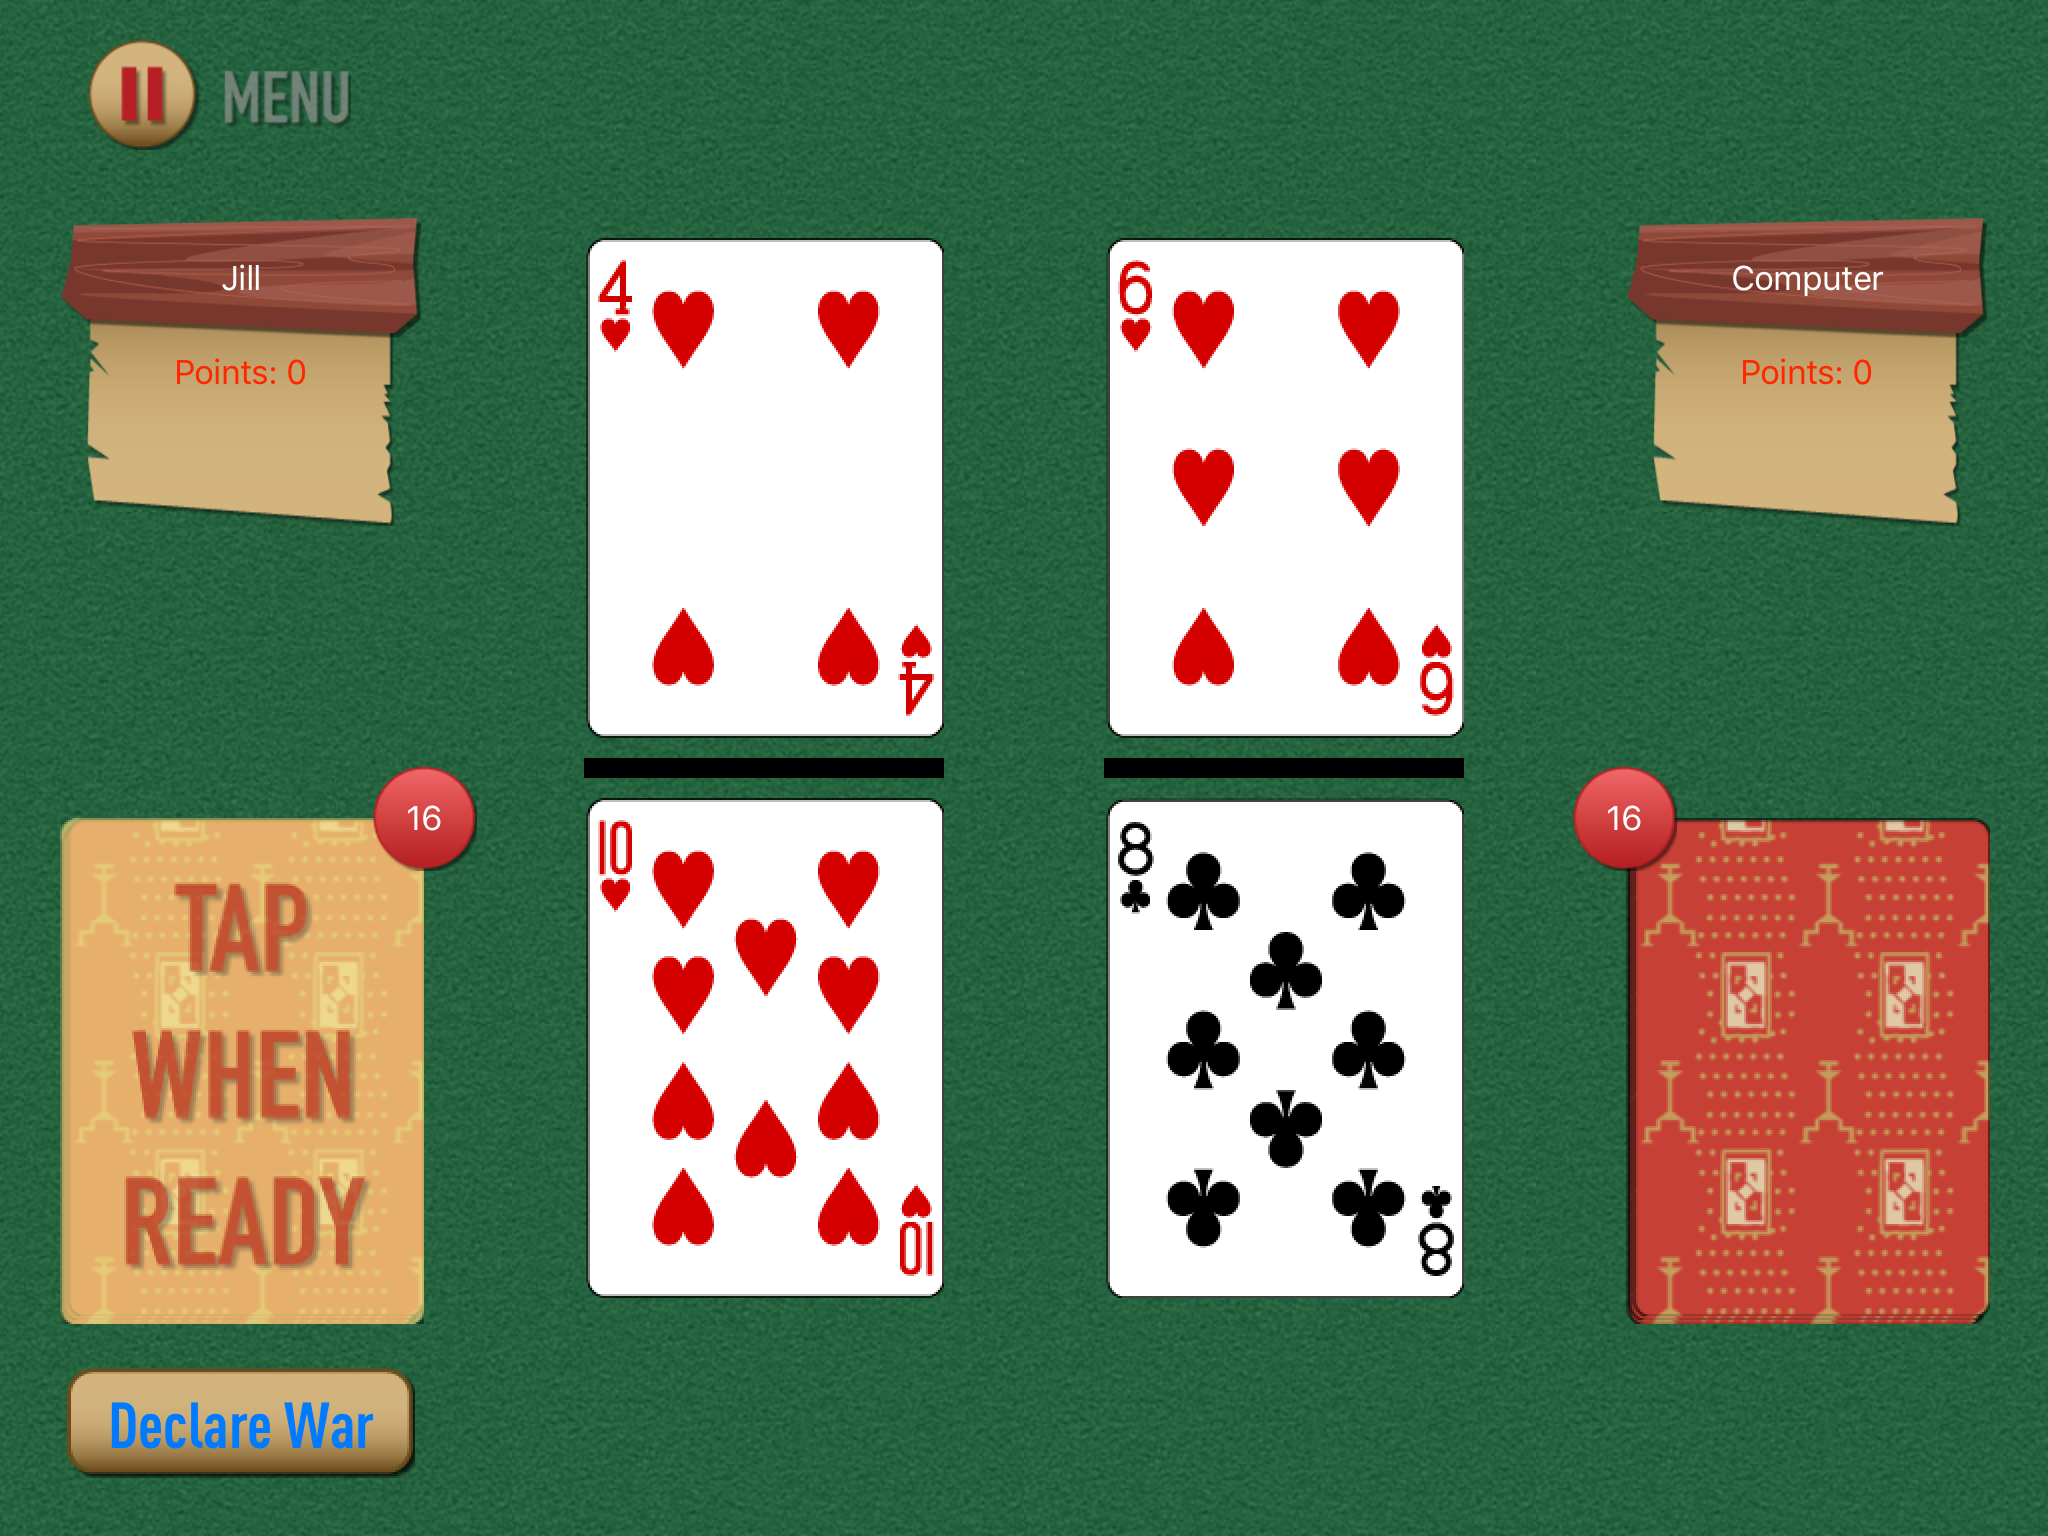 MENU
Jill
Points: 0
Computer
Points: 0
4
4
6
6
16
TAP
WHEN
READY
10
10
8
8
16
Declare War